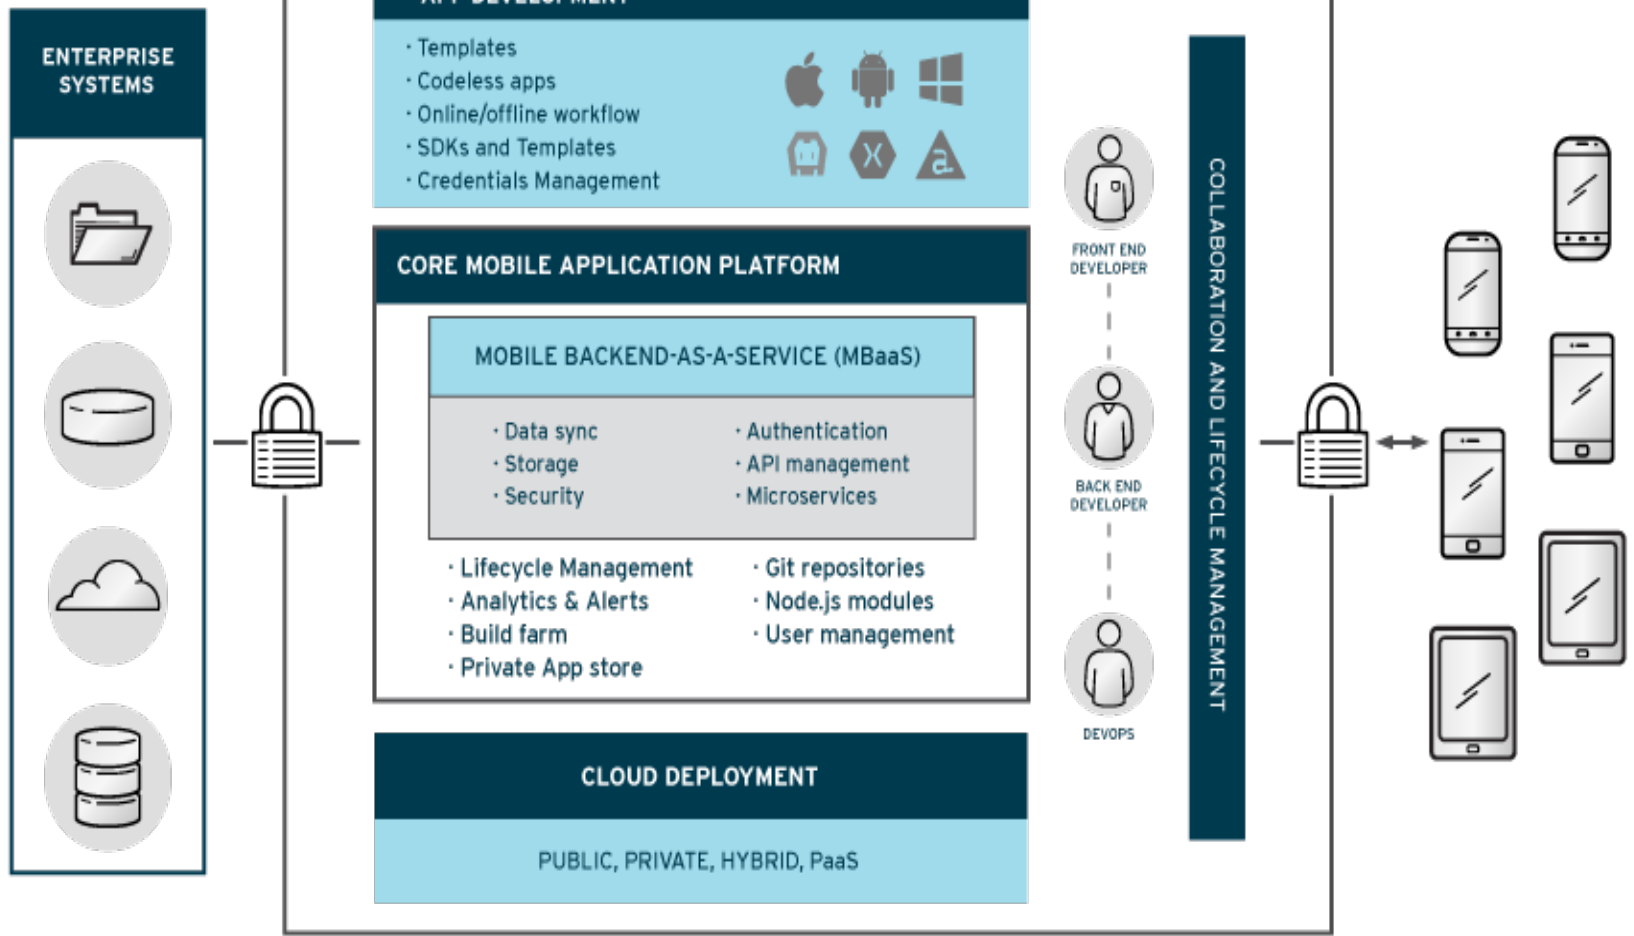 ENTERPRISE
SYSTEMS
APP DEVELOPMENT
· Templates
· Codeless apps
· Online/offline workflow
· SDKs and Templates
· Credentials Management
CORE MOBILE APPLICATION PLATFORM
MOBILE BACKEND-AS-A-SERVICE (MBaaS)
· Data sync
· Storage
· Security
· Authentication
· API management
· Microservices
· Lifecycle Management
· Analytics & Alerts
· Build farm
· Private App store
· Git repositories
· Node.js modules
· User management
CLOUD DEPLOYMENT
PUBLIC, PRIVATE, HYBRID, PaaS
FRONT END
DEVELOPER
BACK END
DEVELOPER
DEVOPS
COLLABORATION AND LIFECYCLE MANAGEMENT